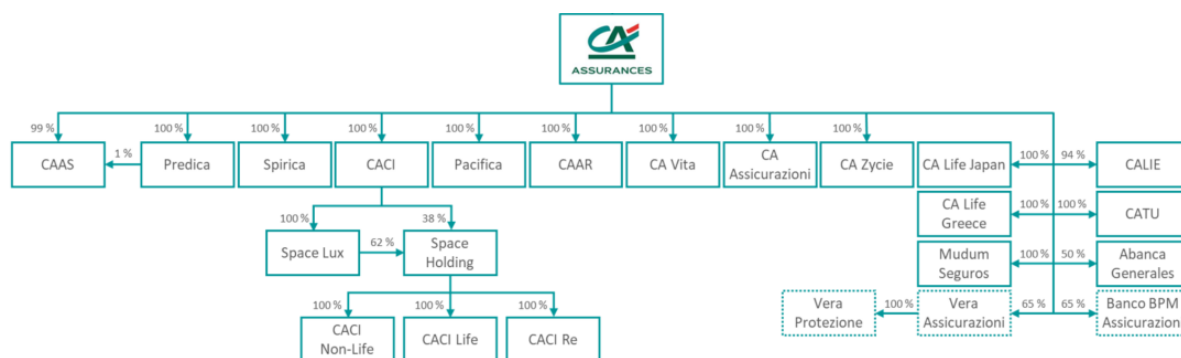 CA
ASSURANCES
99 %
100 %
100 %
100 %
100 %
100 %
100 %
100 %
100 %
CAAS
1 %
Predica
Spirica
CACI
Pacifica
CAAR
CA Vita
CA
Assicurazioni
CA Zycie
CA Life Japan
100 %
94 %
CALIE
100 %
38 %
Space Lux
62 %
Space
Holding
CA Life
Greece
100 %
100 %
CATU
Mudum
Seguros
100 %
50 %
Abanca
Generales
100 %
100 %
100 %
CACI
Non-Life
CACI Life
CACI Re
Vera
Protezione
100 %
Vera
Assicurazioni
65 %
65 %
Banco BPM
Assicurazioni